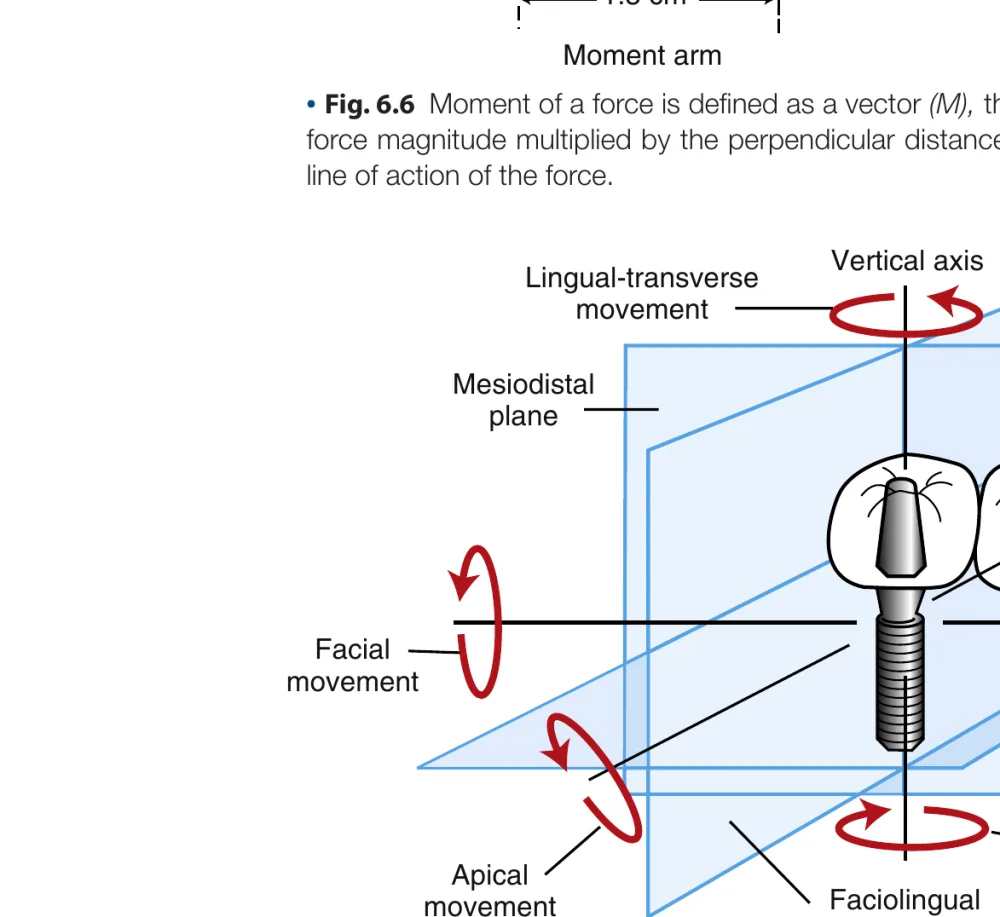 Moment arm
• Fig. 6.6 Moment of a force is defined as a vector (M),
force magnitude multiplied by the perpendicular distance
line of action of the force.
Vertical axis
Lingual-transverse
movement
Mesiodistal
plane
Facial
movement
Apical
movement
Faciolingual